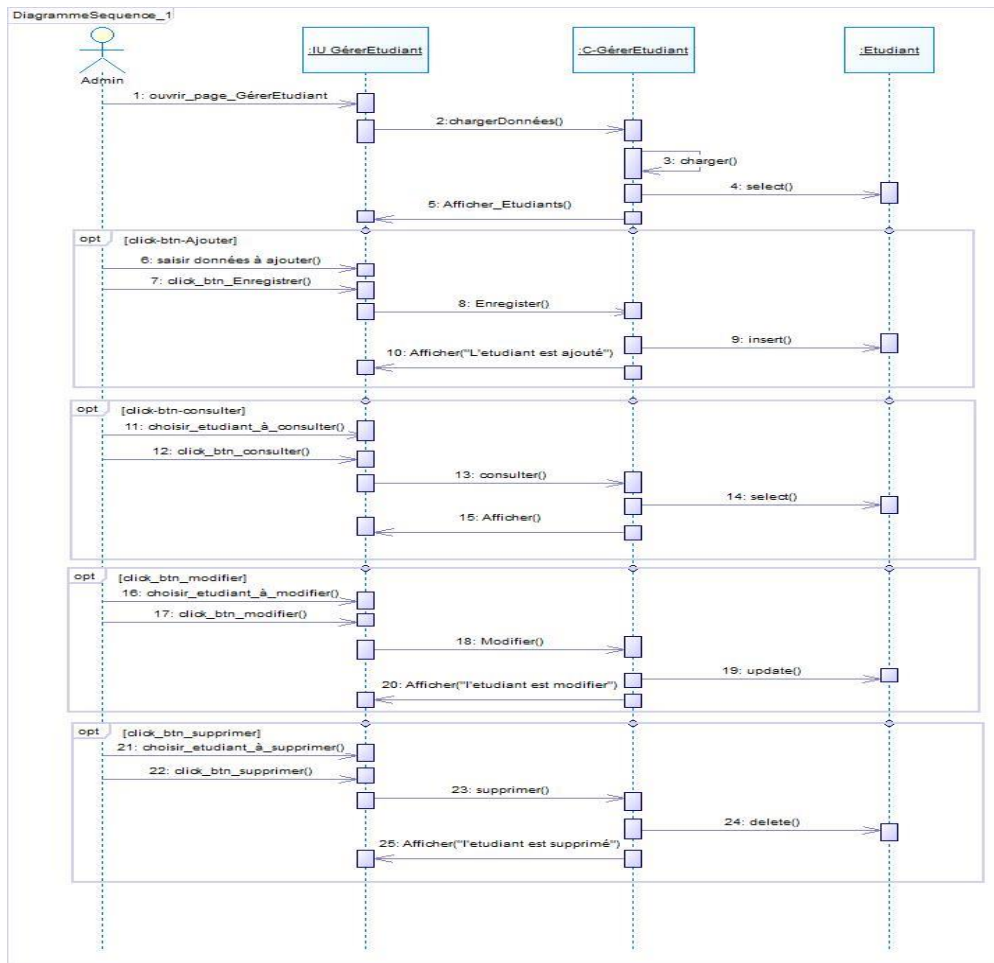 DiagrammeSequence_1
:IU GérerEtudiant
:C-GérerEtudiant
:Etudiant
Admin
1: ouvrir_page_GérerEtudiant
2:chargerDonnées()
3: charger()
4: select()
5: Afficher_Etudiants()
opt
[click-btn-Ajouter]
6: saisir données à ajouter()
7: click_btn_Enregistrer()
8: Enregister()
9: insert()
10: Afficher("L'etudiant est ajouté")
opt
[click-btn-consulter]
11: choisir_etudiant_à_consulter()
12: click_btn_consulter()
13: consulter()
14: select()
15: Afficher()
opt
[click_btn_modifier]
16: choisir_etudiant_à_modifier()
17: click_btn_modifier()
18: Modifier()
19: update()
20: Afficher("l'etudiant est modifier")
opt
[click_btn_supprimer]
21: choisir_etudiant_à_supprimer()
22: click_btn_supprimer()
23: supprimer()
24: delete()
25: Afficher("l'etudiant est supprimé")